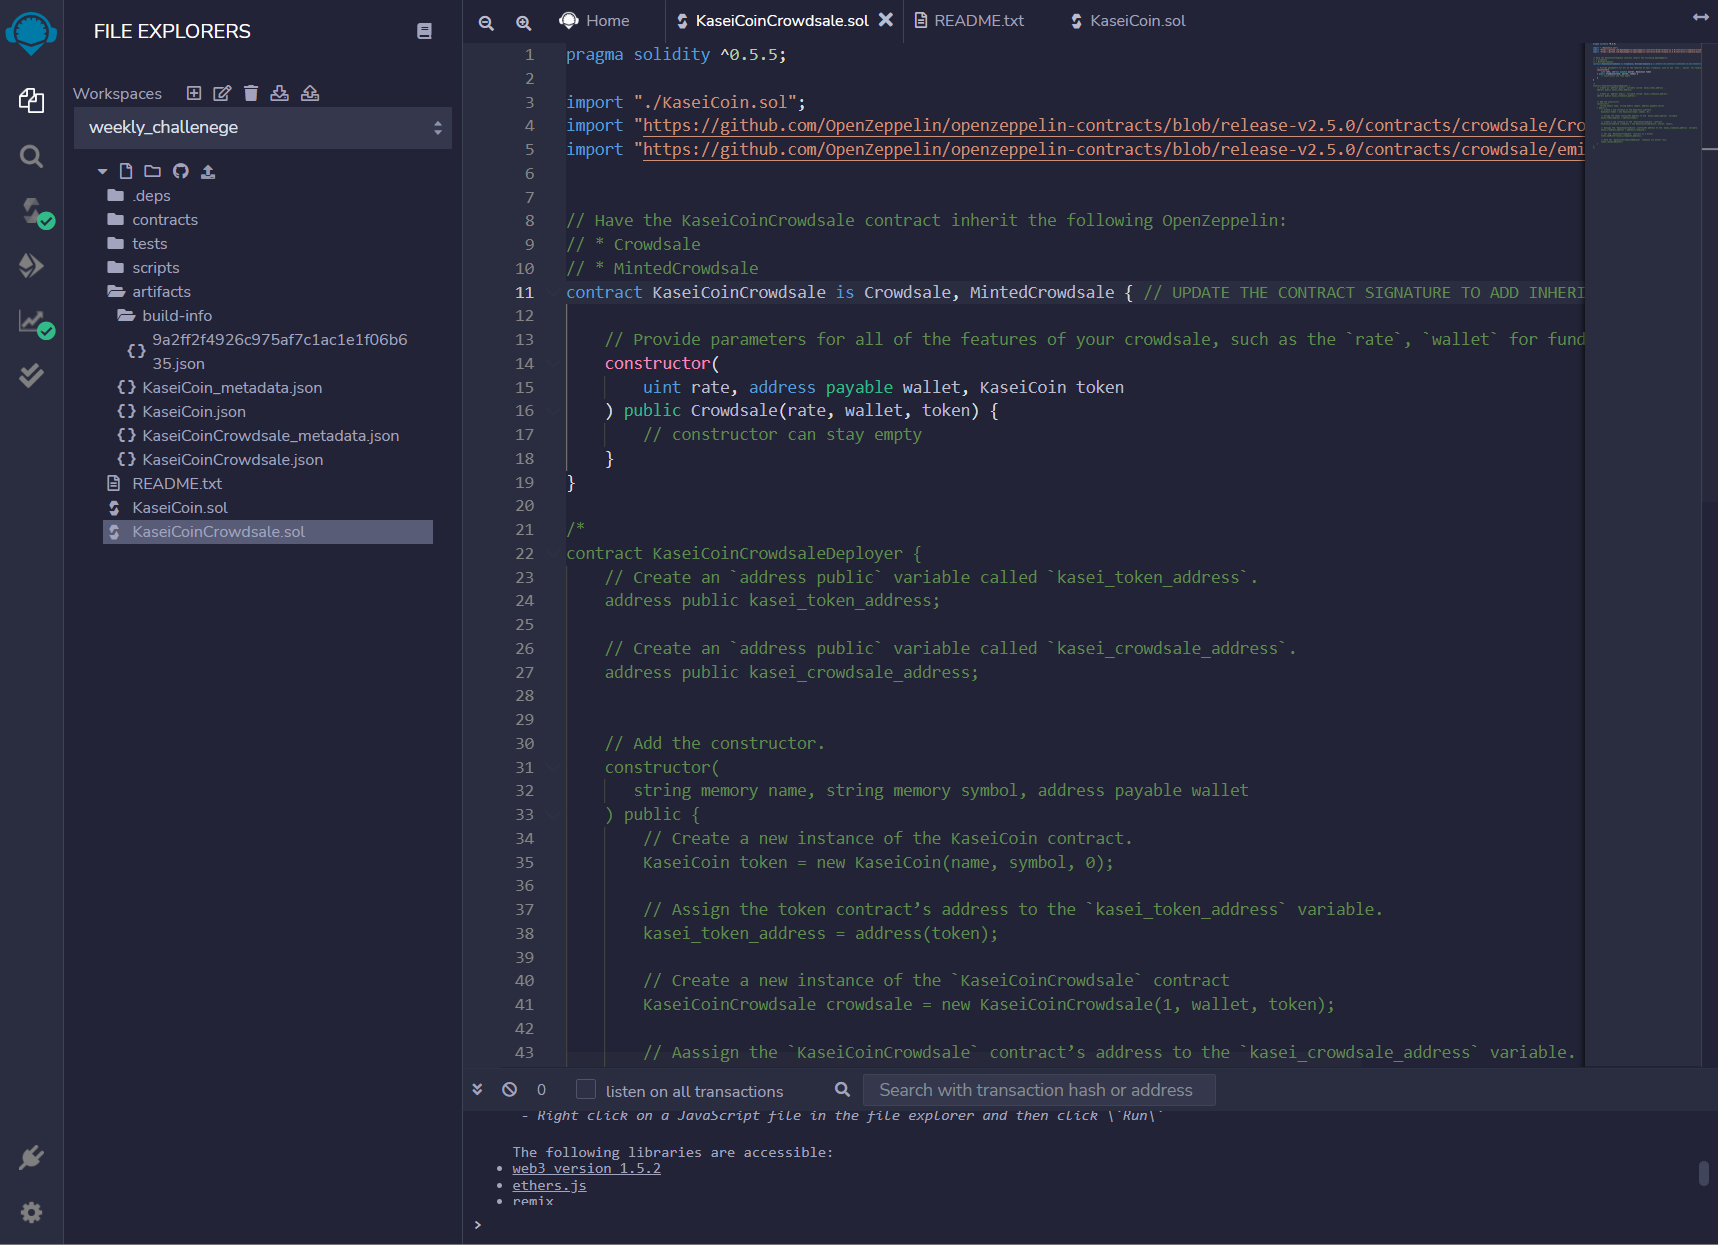 FILE EXPLORERS
Workspaces
weekly_challenege
.deps
contracts
tests
scripts
artifacts
build-info
9a2ff2f4926c975af7c1ac1e1f06b6
35.json
KaseiCoin_metadata.json
KaseiCoin.json
KaseiCoinCrowdsale_metadata.json
KaseiCoinCrowdsale.json
README.txt
KaseiCoin.sol
KaseiCoinCrowdsale.sol
Home KaseiCoinCrowdsale.sol README.txt KaseiCoin.sol
1 pragma solidity ^0.5.5;
2
3 import "./KaseiCoin.sol";
4 import "https://github.com/OpenZeppelin/openzeppelin-contracts/blob/release-v2.5.0/contracts/crowdsale/Cro
5 import "https://github.com/OpenZeppelin/openzeppelin-contracts/blob/release-v2.5.0/contracts/crowdsale/emi
6
7
8 // Have the KaseiCoinCrowdsale contract inherit the following OpenZeppelin:
9 // * Crowdsale
10 // * MintedCrowdsale
11 contract KaseiCoinCrowdsale is Crowdsale, MintedCrowdsale { // UPDATE THE CONTRACT SIGNATURE TO ADD INHERI
12
13 // Provide parameters for all of the features of your crowdsale, such as the `rate`, `wallet` for fund
14 constructor(
15 uint rate, address payable wallet, KaseiCoin token
16 ) public Crowdsale(rate, wallet, token) {
17 // constructor can stay empty
18 }
19 }
20
21 /*
22 contract KaseiCoinCrowdsaleDeployer {
23 // Create an `address public` variable called `kasei_token_address`.
24 address public kasei_token_address;
25
26 // Create an `address public` variable called `kasei_crowdsale_address`.
27 address public kasei_crowdsale_address;
28
29
30 // Add the constructor.
31 constructor(
32 string memory name, string memory symbol, address payable wallet
33 ) public {
34 // Create a new instance of the KaseiCoin contract.
35 KaseiCoin token = new KaseiCoin(name, symbol, 0);
36
37 // Assign the token contract’s address to the `kasei_token_address` variable.
38 kasei_token_address = address(token);
39
40 // Create a new instance of the `KaseiCoinCrowdsale` contract
41 KaseiCoinCrowdsale crowdsale = new KaseiCoinCrowdsale(1, wallet, token);
42
43 // Aassign the `KaseiCoinCrowdsale` contract’s address to the `kasei_crowdsale_address` variable.
0 listen on all transactions Search with transaction hash or address
- Right click on a JavaScript file in the file explorer and then click \`Run\`
The following libraries are accessible:
• web3 version 1.5.2
• ethers.js
• remix
>